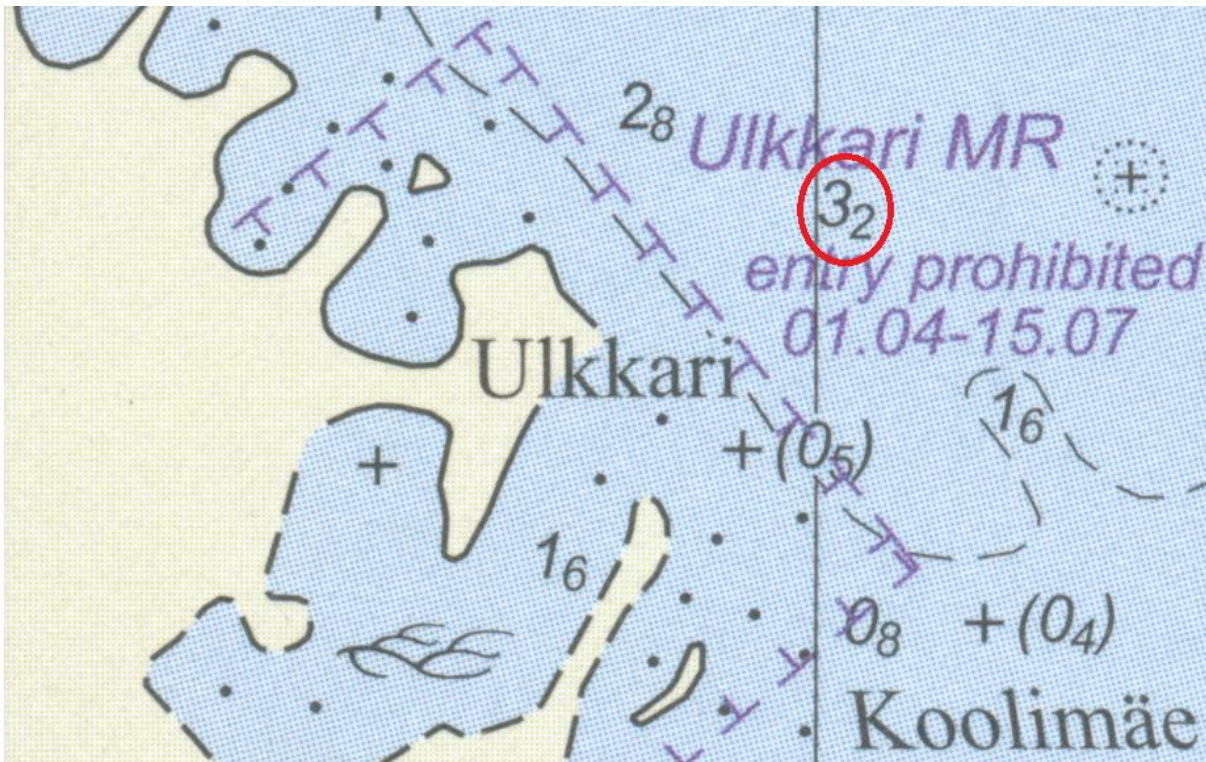 2₈
Ulkkari MR
3₂
entry prohibited
01.04-15.07
Ulkkari
1₆
(0₅)
1₆
0₈
(0₄)
Koolimäe